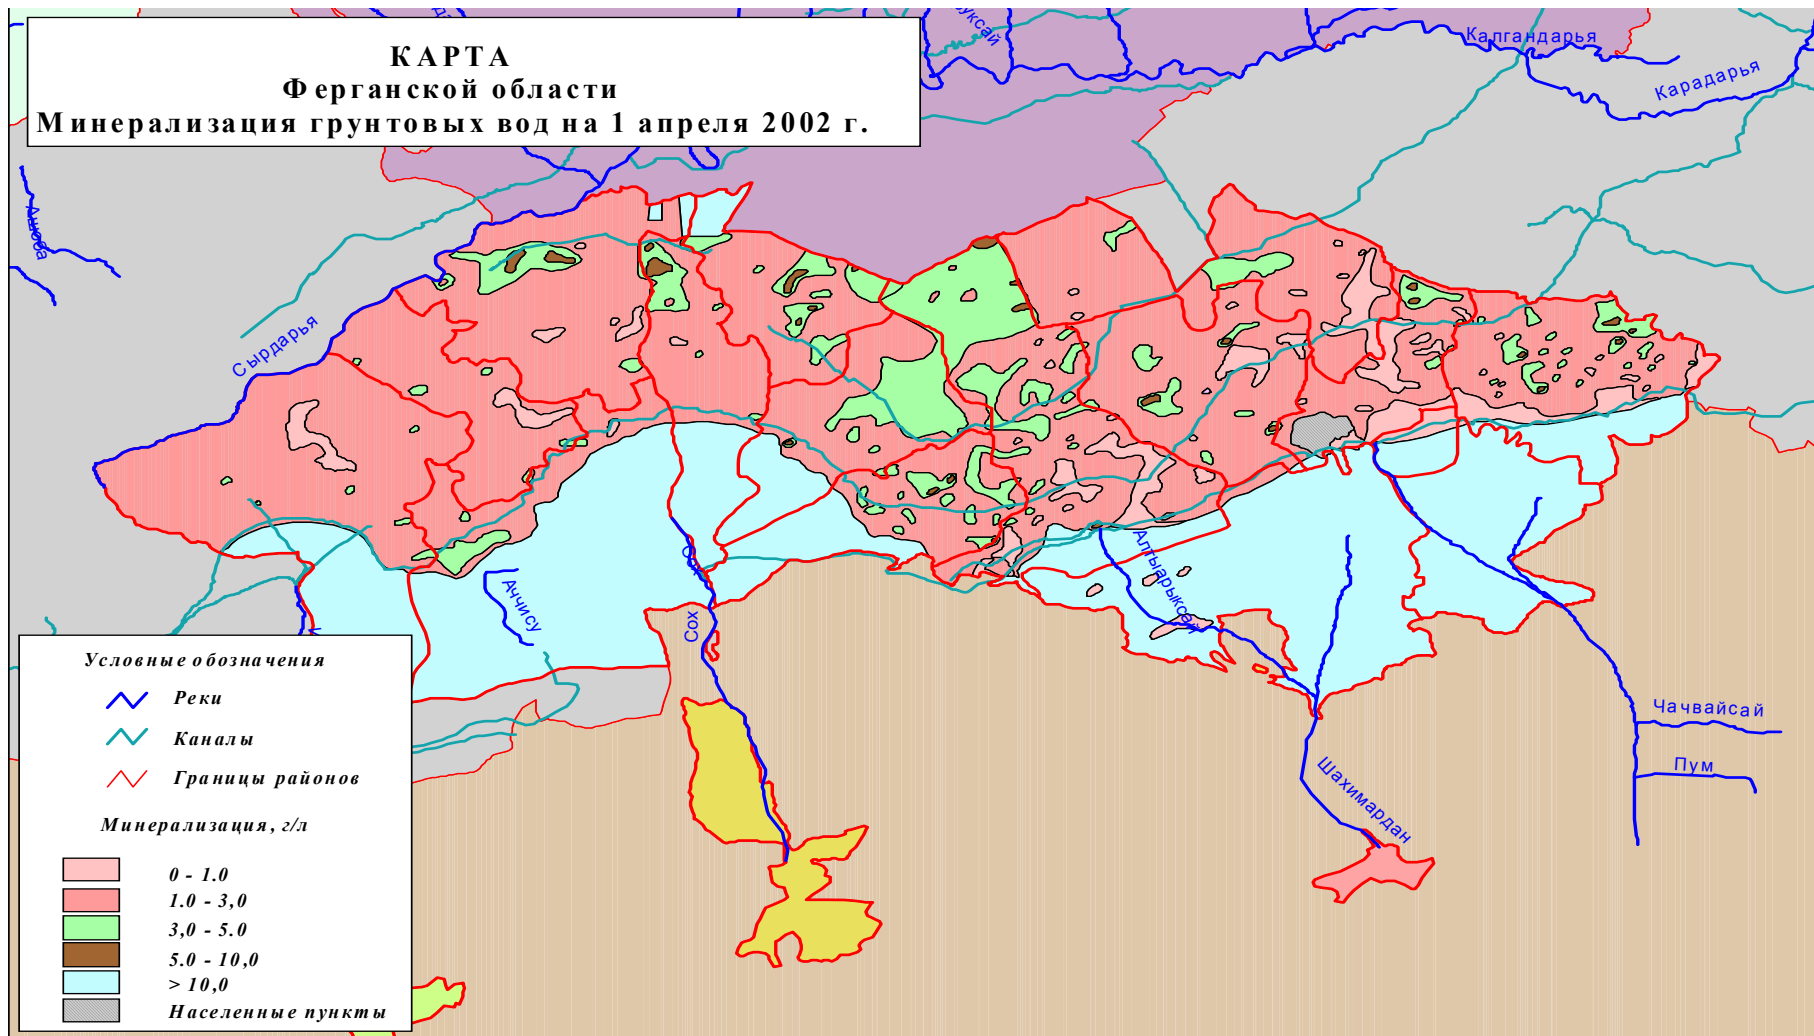 КАРТА
Ферганской области
Минерализация грунтовых вод на 1 апреля 2002 г.
Калгандарья
Карадарья
Ашоба
Сырдарья
Сох
Аччису
Сох
Алтыарыксай
Чачвайсай
Пум
Шахимардан
Условные обозначения
Реки
Каналы
Границы районов
Минерализация, г/л
0 - 1.0
1.0 - 3,0
3,0 - 5.0
5.0 - 10,0
> 10,0
Населенные пункты